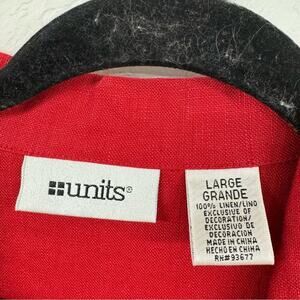 units®
LARGE
GRANDE
100% LINEN/LINO
EXCLUSIVE OF
DECORATION/
EXCLUSIVO DE
DECORACION
MADE IN CHINA
HECHO EN CHINA
RN#93677